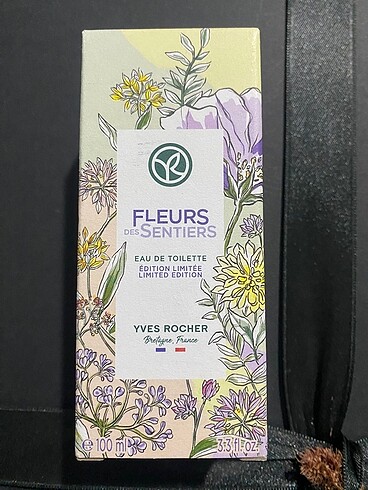 FLEURS
DES SENTIERS
EAU DE TOILETTE
ÉDITION LIMITÉE
LIMITED EDITION
YVES ROCHER
Bretagne, France
e 100 ml
3.3 fl. oz.